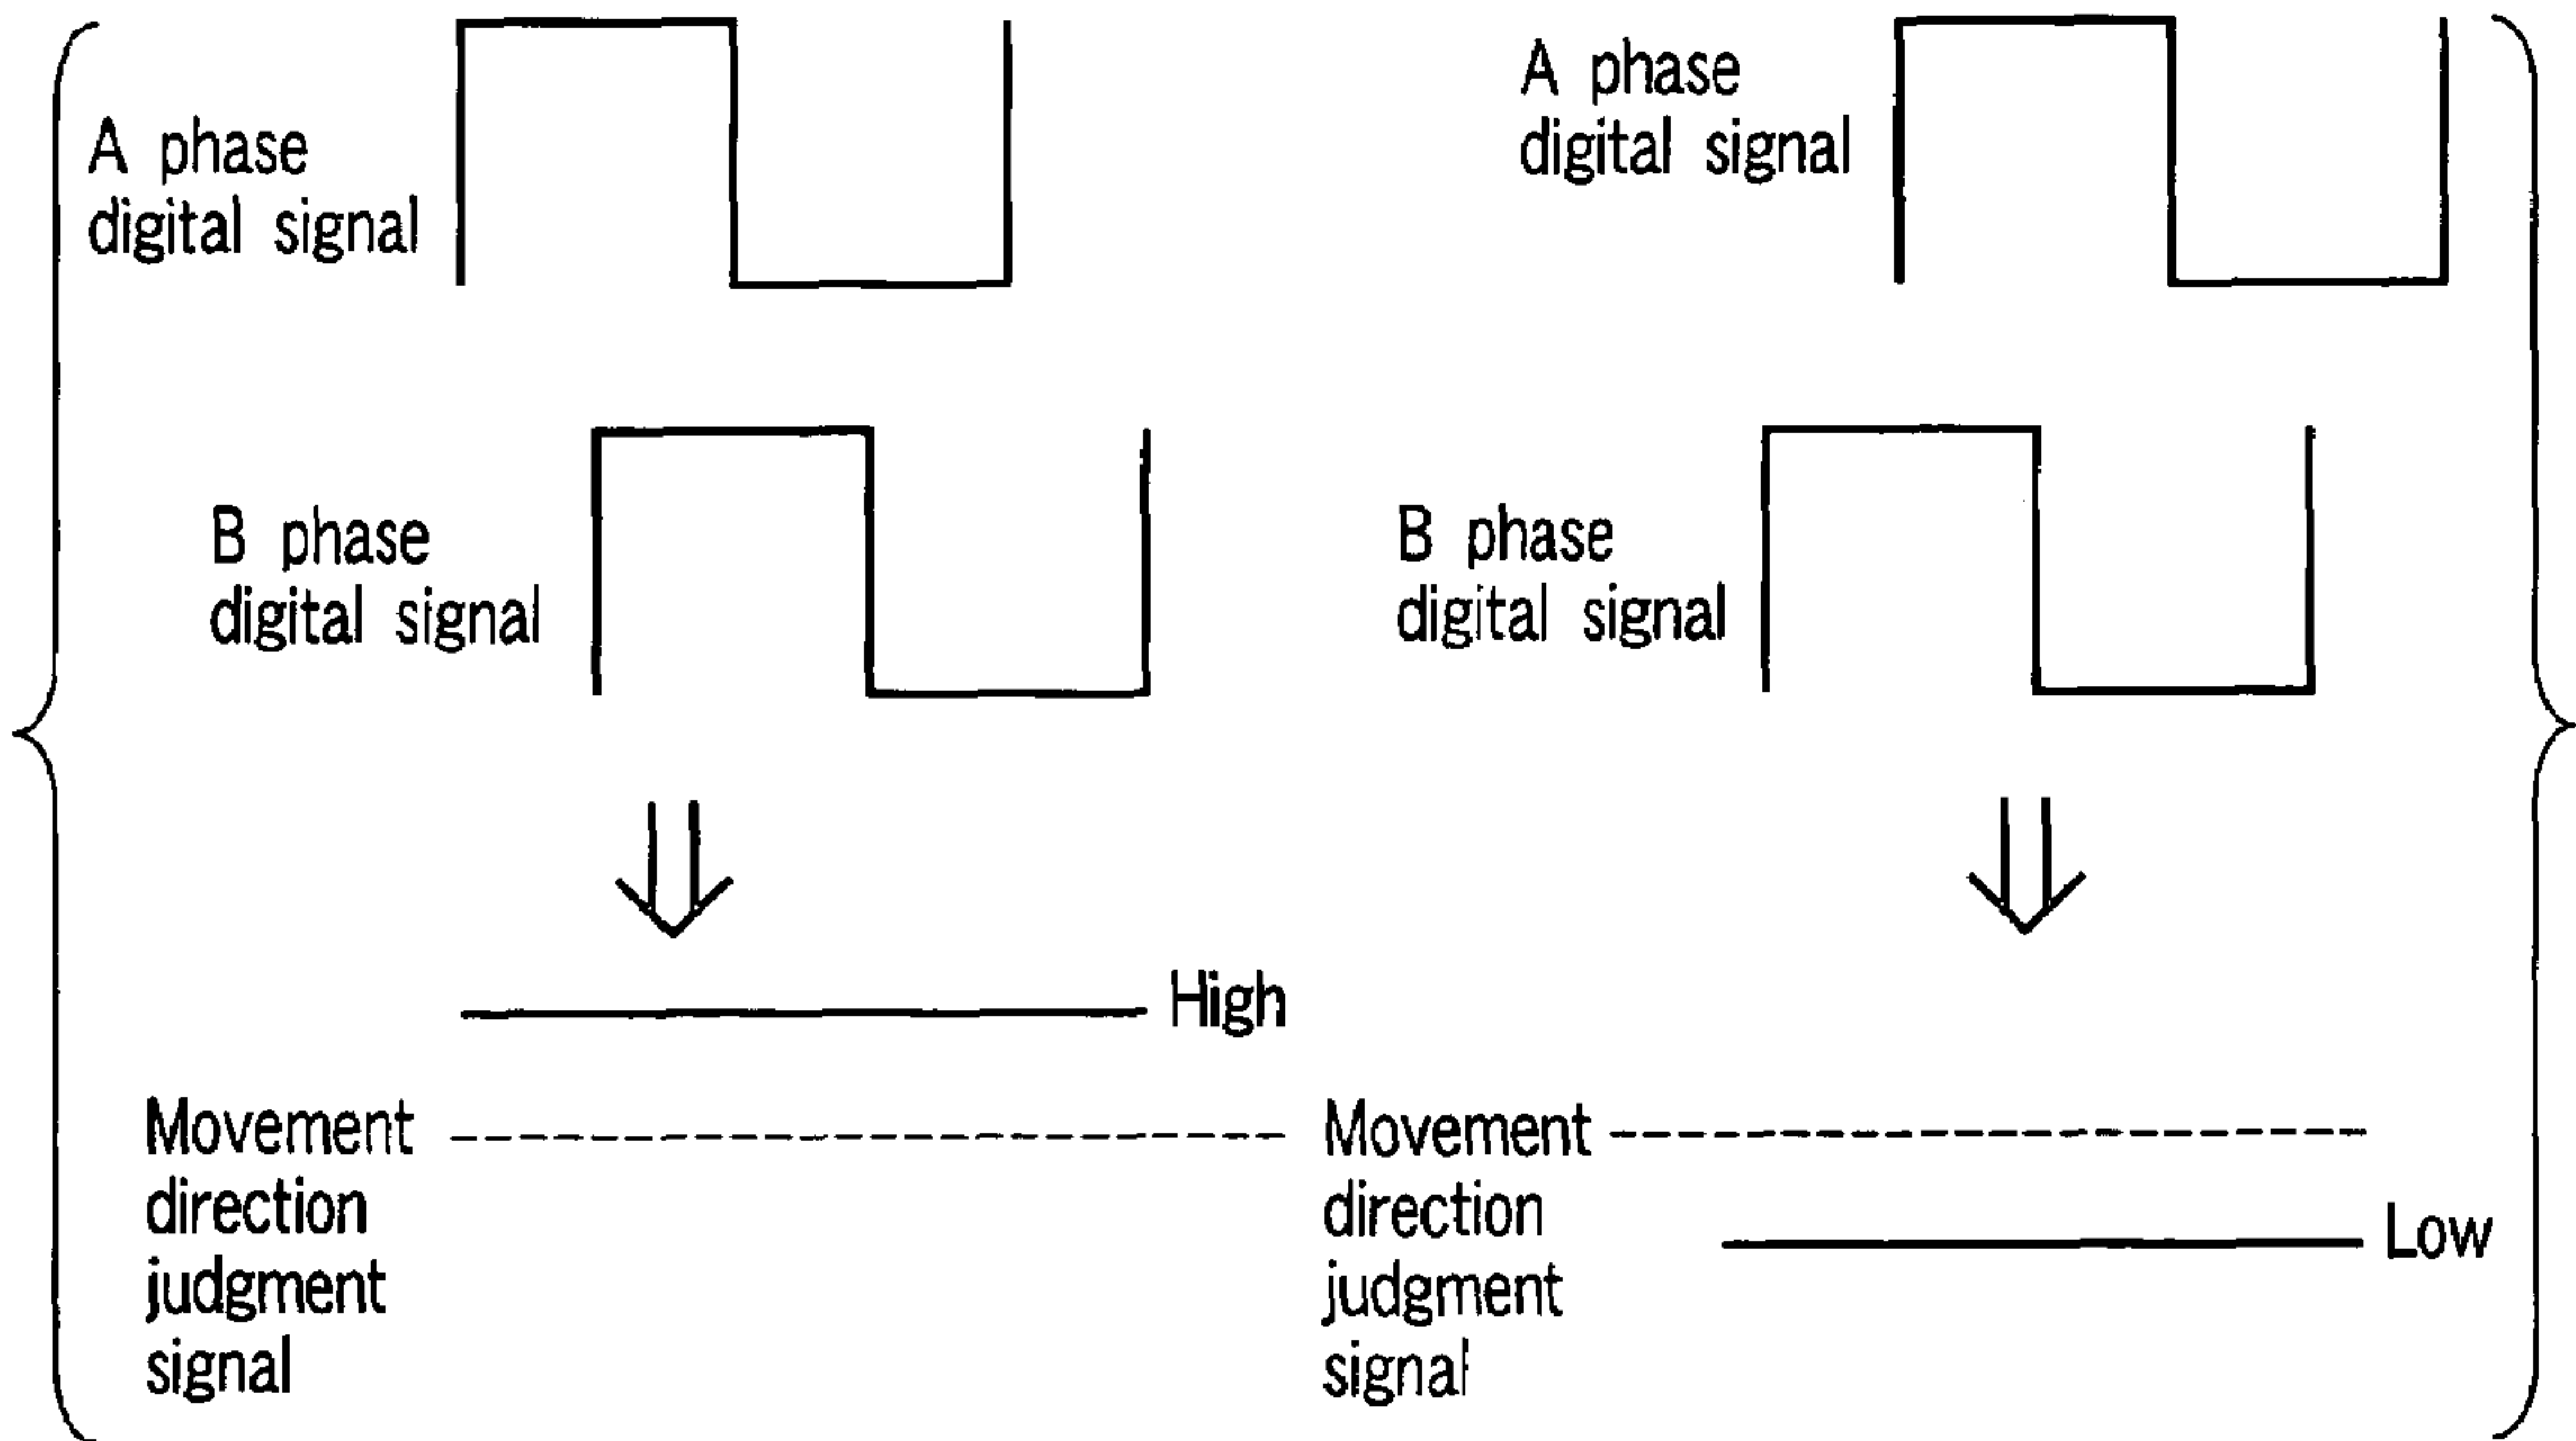 A phase
digital signal
B phase
digital signal
High
Movement
direction
judgment
signal
A phase
digital signal
B phase
digital signal
Movement
direction
judgment
signal
Low